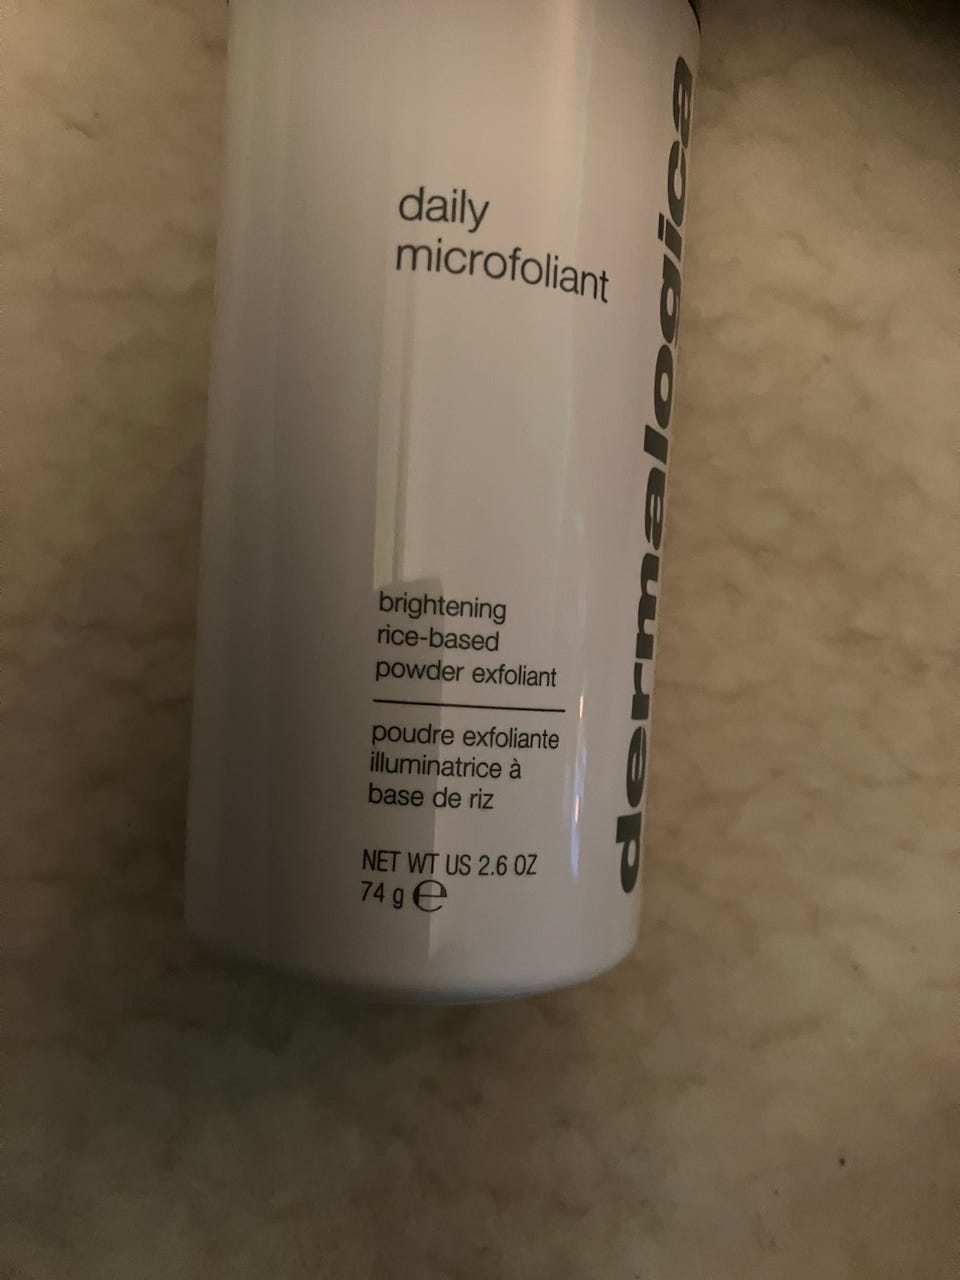 daily
microfoliant
brightening
rice-based
powder exfoliant
poudre exfoliante
illuminatrice à
base de riz
NET WT US 2.6 OZ
74 g ℮
dermalogica